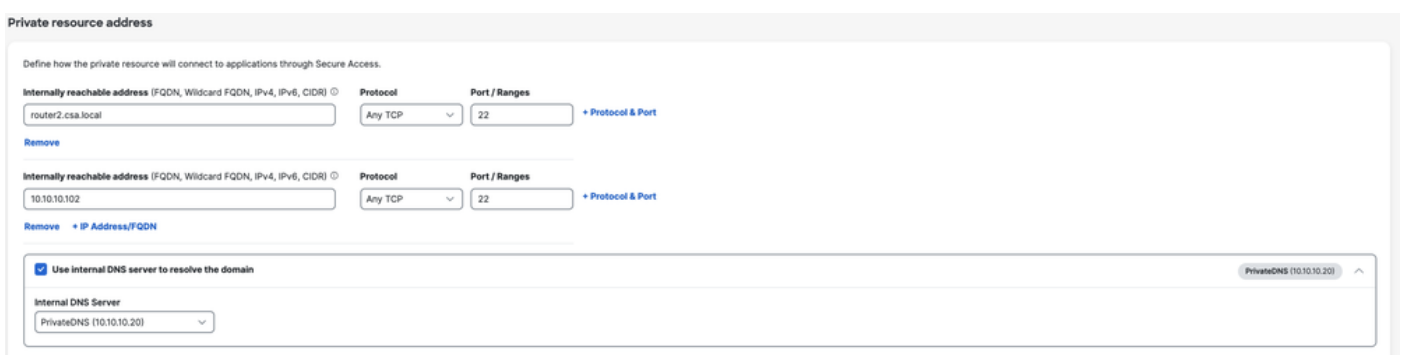 Private resource address
Define how the private resource will connect to applications through Secure Access.
Internally reachable address (FQDN, Wildcard FQDN, IPv4, IPv6, CIDR) ⓘ Protocol Port / Ranges
router2.csa.local Any TCP 22 + Protocol & Port
Remove
Internally reachable address (FQDN, Wildcard FQDN, IPv4, IPv6, CIDR) ⓘ Protocol Port / Ranges
10.10.10.102 Any TCP 22 + Protocol & Port
Remove + IP Address/FQDN
Use internal DNS server to resolve the domain PrivateDNS (10.10.10.20)
Internal DNS Server
PrivateDNS (10.10.10.20)